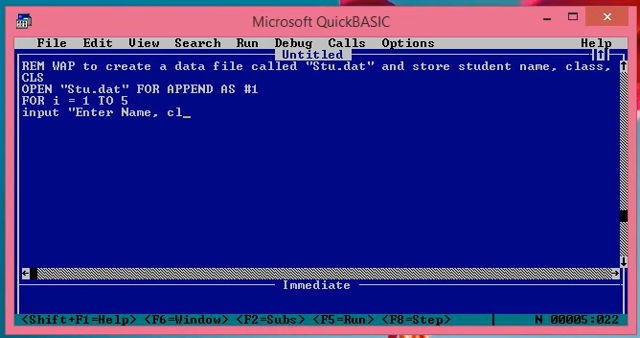 Microsoft QuickBASIC
File Edit View Search Run Debug Calls Options Help
Untitled
REM WAP to create a data file called "Stu.dat" and store student name, class,
CLS
OPEN "Stu.dat" FOR APPEND AS #1
FOR i = 1 TO 5
input "Enter Name, cl_
Immediate
<Shift+F1=Help> <F6=Window> <F2=Subs> <F5=Run> <F8=Step> N 00005:022